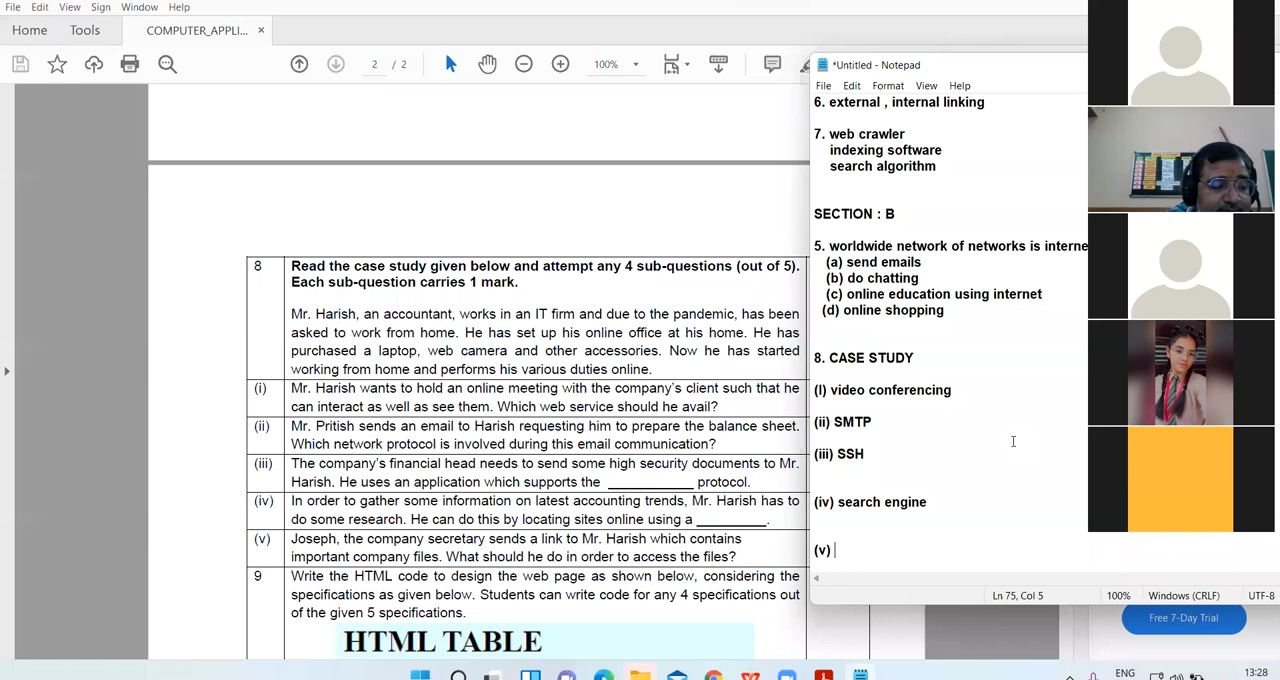 File Edit View Sign Window Help
Home Tools COMPUTER_APPLI... ×
2 / 2 100%
8 Read the case study given below and attempt any 4 sub-questions (out of 5).
Each sub-question carries 1 mark.
Mr. Harish, an accountant, works in an IT firm and due to the pandemic, has been
asked to work from home. He has set up his online office at his home. He has
purchased a laptop, web camera and other accessories. Now he has started
working from home and performs his various duties online.
(i) Mr. Harish wants to hold an online meeting with the company's client such that he
can interact as well as see them. Which web service should he avail?
(ii) Mr. Pritish sends an email to Harish requesting him to prepare the balance sheet.
Which network protocol is involved during this email communication?
(iii) The company's financial head needs to send some high security documents to Mr.
Harish. He uses an application which supports the ____________ protocol.
(iv) In order to gather some information on latest accounting trends, Mr. Harish has to
do some research. He can do this by locating sites online using a __________.
(v) Joseph, the company secretary sends a link to Mr. Harish which contains
important company files. What should he do in order to access the files?
9 Write the HTML code to design the web page as shown below, considering the
specifications as given below. Students can write code for any 4 specifications out
of the given 5 specifications.
HTML TABLE
*Untitled - Notepad
File Edit Format View Help
6. external , internal linking
7. web crawler
indexing software
search algorithm
SECTION : B
5. worldwide network of networks is interne
(a) send emails
(b) do chatting
(c) online education using internet
(d) online shopping
8. CASE STUDY
(I) video conferencing
(ii) SMTP
(iii) SSH
(iv) search engine
(v)
Ln 75, Col 5 100% Windows (CRLF) UTF-8
Free 7-Day Trial
ENG 13:28